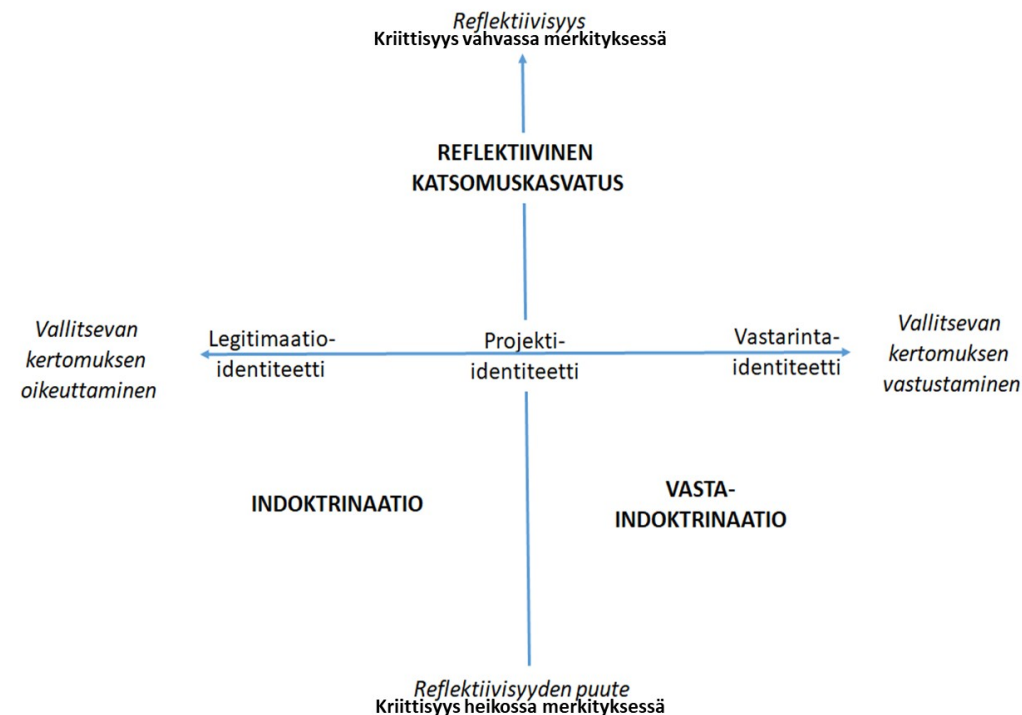 Reflektiivisyys
Kriittisyys vahvassa merkityksessä
REFLEKTIIVINEN
KATSOMUSKASVATUS
Vallitsevan
kertomuksen
oikeuttaminen
Legitimaatio-
identiteetti
Projekti-
identiteetti
Vastarinta-
identiteetti
Vallitsevan
kertomuksen
vastustaminen
INDOKTRINAATIO
VASTA-
INDOKTRINAATIO
Reflektiivisyyden puute
Kriittisyys heikossa merkityksessä